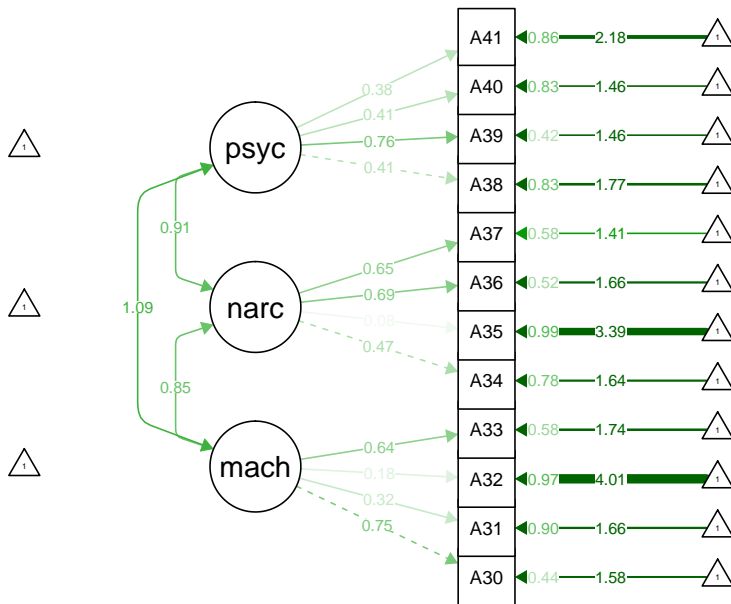 A41 0.86 2.18 1
0.38
A40 0.83 1.46 1
0.41
psyc 0.76 A39 0.42 1.46 1
1
0.41 A38 0.83 1.77 1
0.91
A37 0.58 1.41 1
0.65
A36 0.52 1.66 1
0.69
1.09 narc 0.08 A35 0.99 3.39 1
1
0.47 A34 0.78 1.64 1
0.85
A33 0.58 1.74 1
0.64
mach 0.18 A32 0.97 4.01 1
1
0.32 A31 0.90 1.66 1
0.75
A30 0.44 1.58 1